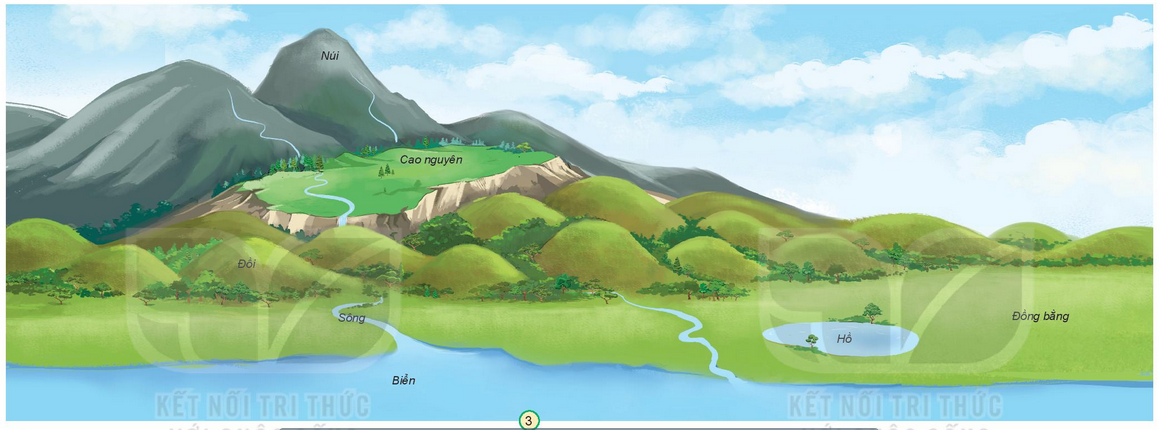 Núi
Cao nguyên
Đồi
Sông
Đồng bằng
Hồ
Biển
KẾT NỐI TRI THỨC
KẾT NỐI TRI THỨC
3